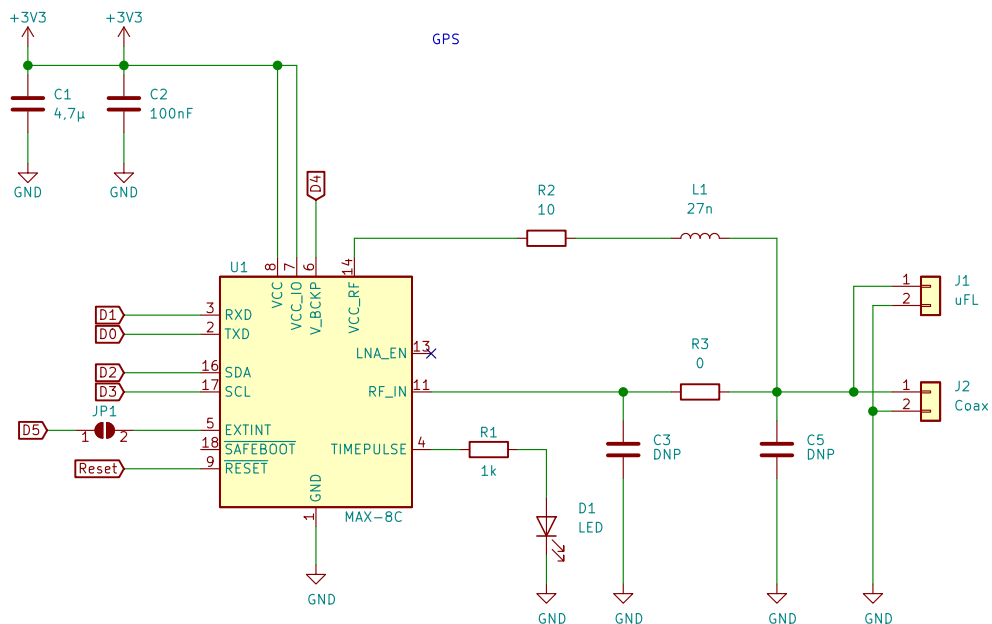 +3V3
+3V3
GPS
C1
4,7µ
C2
100nF
GND
GND
D4
R2
10
L1
27n
U1
8
7
6
14
VCC
VCC_IO
V_BCKP
VCC_RF
D1
3
RXD
D0
2
TXD
D2
16
SDA
D3
17
SCL
JP1
D5
1
2
5
EXTINT
18
SAFEBOOT
Reset
9
RESET
LNA_EN
13
RF_IN
11
TIMEPULSE
4
GND
1
MAX-8C
GND
R1
1k
D1
LED
GND
R3
0
C3
DNP
GND
C5
DNP
GND
J1
uFL
1
2
J2
Coax
1
2
GND